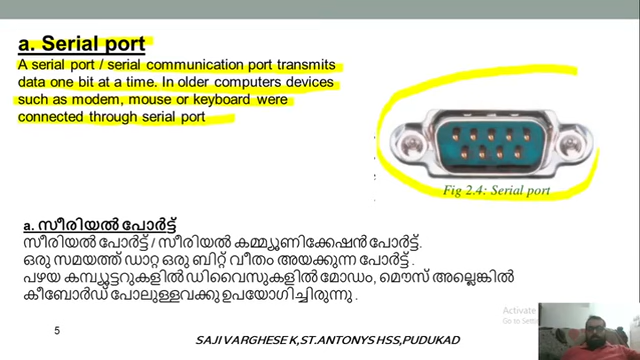 a. Serial port
A serial port / serial communication port transmits
data one bit at a time. In older computers devices
such as modem, mouse or keyboard were
connected through serial port
Fig 2.4: Serial port
a. സീരിയൽ പോർട്ട്
സീരിയൽ പോർട്ട് / സീരിയൽ കമ്മ്യൂണിക്കേഷൻ പോർട്ട്.
ഒരു സമയത്ത് ഡാറ്റ ഒരു ബിറ്റ് വീതം അയക്കുന്ന പോർട്ട് .
പഴയ കമ്പ്യൂട്ടറുകളിൽ ഡിവൈസുകളിൽ മോഡം, മൌസ് അല്ലെങ്കിൽ
കീബോർഡ് പോലുള്ളവക്കു ഉപയോഗിച്ചിരുന്നു .
Activate
Go to Setti
5
SAJI VARGHESE K,ST.ANTONYS HSS,PUDUKAD